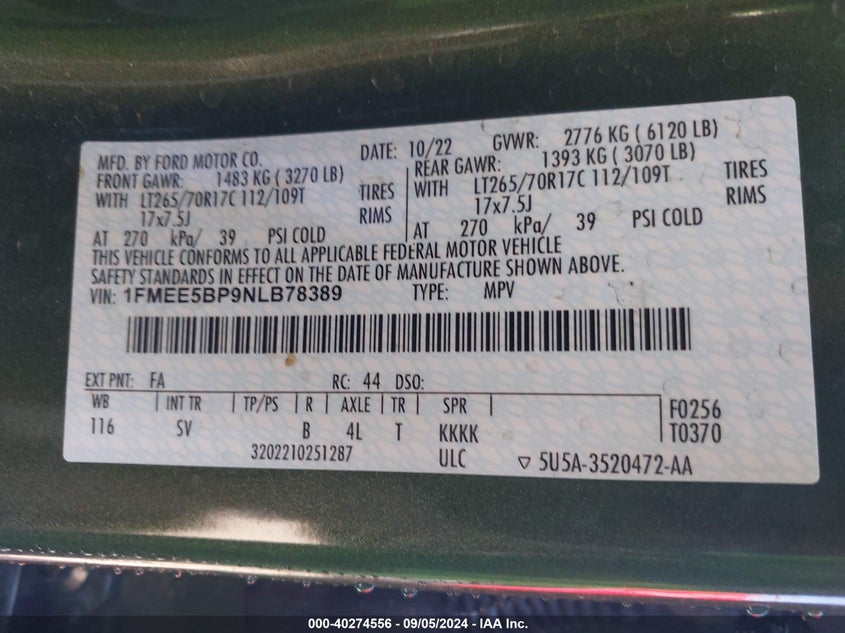 MFD. BY FORD MOTOR CO. DATE: 10/22 GVWR: 2776 KG ( 6120 LB)
FRONT GAWR: 1483 KG ( 3270 LB) REAR GAWR: 1393 KG ( 3070 LB)
WITH LT265/70R17C 112/109T TIRES WITH LT265/70R17C 112/109T TIRES
17x7.5J RIMS 17x7.5J RIMS
AT 270 kPa/ 39 PSI COLD AT 270 kPa/ 39 PSI COLD
THIS VEHICLE CONFORMS TO ALL APPLICABLE FEDERAL MOTOR VEHICLE
SAFETY STANDARDS IN EFFECT ON THE DATE OF MANUFACTURE SHOWN ABOVE.
VIN: 1FMEE5BP9NLB78389 TYPE: MPV
EXT PNT: FA RC: 44 DSO:
WB INT TR TP/PS R AXLE TR SPR F0256
116 SV B 4L T KKKK T0370
3202210251287 ULC ▽ 5U5A-3520472-AA
000-40274556 - 09/05/2024 - IAA Inc.